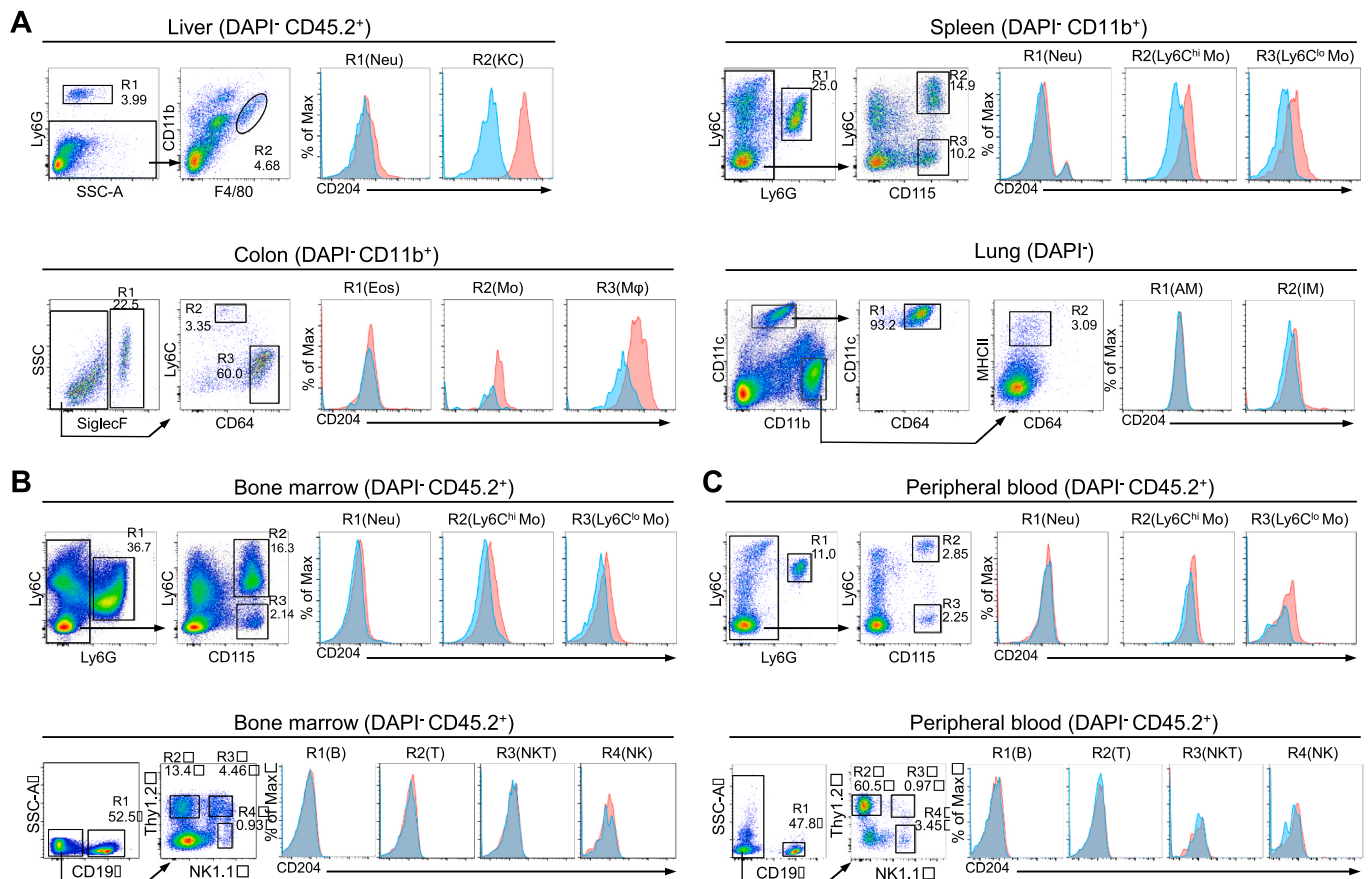 A
Liver (DAPI- CD45.2+)
R1(Neu)
R2(KC)
R1
3.99
Ly6G
CD11b
R2
4.68
% of Max
SSC-A
F4/80
CD204
Spleen (DAPI- CD11b+)
R1(Neu)
R2(Ly6Chi Mo)
R3(Ly6Clo Mo)
R1
25.0
R2
14.9
Ly6C
Ly6C
R3
10.2
% of Max
Ly6G
CD115
CD204
Colon (DAPI- CD11b+)
R1(Eos)
R2(Mo)
R3(Mφ)
R1
22.5
R2
3.35
R3
60.0
SSC
Ly6C
% of Max
SiglecF
CD64
CD204
Lung (DAPI-)
R1(AM)
R2(IM)
R1
93.2
R2
3.09
CD11c
CD11c
MHCII
% of Max
CD11b
CD64
CD64
CD204
B
Bone marrow (DAPI- CD45.2+)
R1(Neu)
R2(Ly6Chi Mo)
R3(Ly6Clo Mo)
R1
36.7
R2
16.3
R3
2.14
Ly6C
Ly6C
% of Max
Ly6G
CD115
CD204
C
Peripheral blood (DAPI- CD45.2+)
R1(Neu)
R2(Ly6Chi Mo)
R3(Ly6Clo Mo)
R1
11.0
R2
2.85
R3
2.25
Ly6C
Ly6C
% of Max
Ly6G
CD115
CD204
Bone marrow (DAPI- CD45.2+)
R1(B)
R2(T)
R3(NKT)
R4(NK)
R2□
13.4□
R3□
4.46□
R1
52.5▯
R4□
0.93□
SSC-A▯
Thy1.2▯
% of Max□
CD19▯
NK1.1□
CD204
Peripheral blood (DAPI- CD45.2+)
R1(B)
R2(T)
R3(NKT)
R4(NK)
R2□
60.5□
R3□
0.97□
R1
47.8▯
R4□
3.45□
SSC-A▯
Thy1.2▯
% of Max□
CD19▯
NK1.1□
CD204